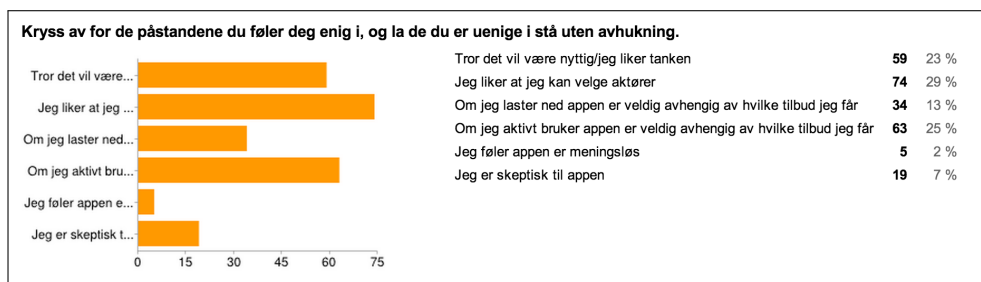 Kryss av for de påstandene du føler deg enig i, og la de du er uenige i stå uten avhukning.
Tror det vil være...
Jeg liker at jeg ...
Om jeg laster ned...
Om jeg aktivt bru...
Jeg føler appen e...
Jeg er skeptisk t...
0 15 30 45 60 75
Tror det vil være nyttig/jeg liker tanken 59 23 %
Jeg liker at jeg kan velge aktører 74 29 %
Om jeg laster ned appen er veldig avhengig av hvilke tilbud jeg får 34 13 %
Om jeg aktivt bruker appen er veldig avhengig av hvilke tilbud jeg får 63 25 %
Jeg føler appen er meningsløs 5 2 %
Jeg er skeptisk til appen 19 7 %